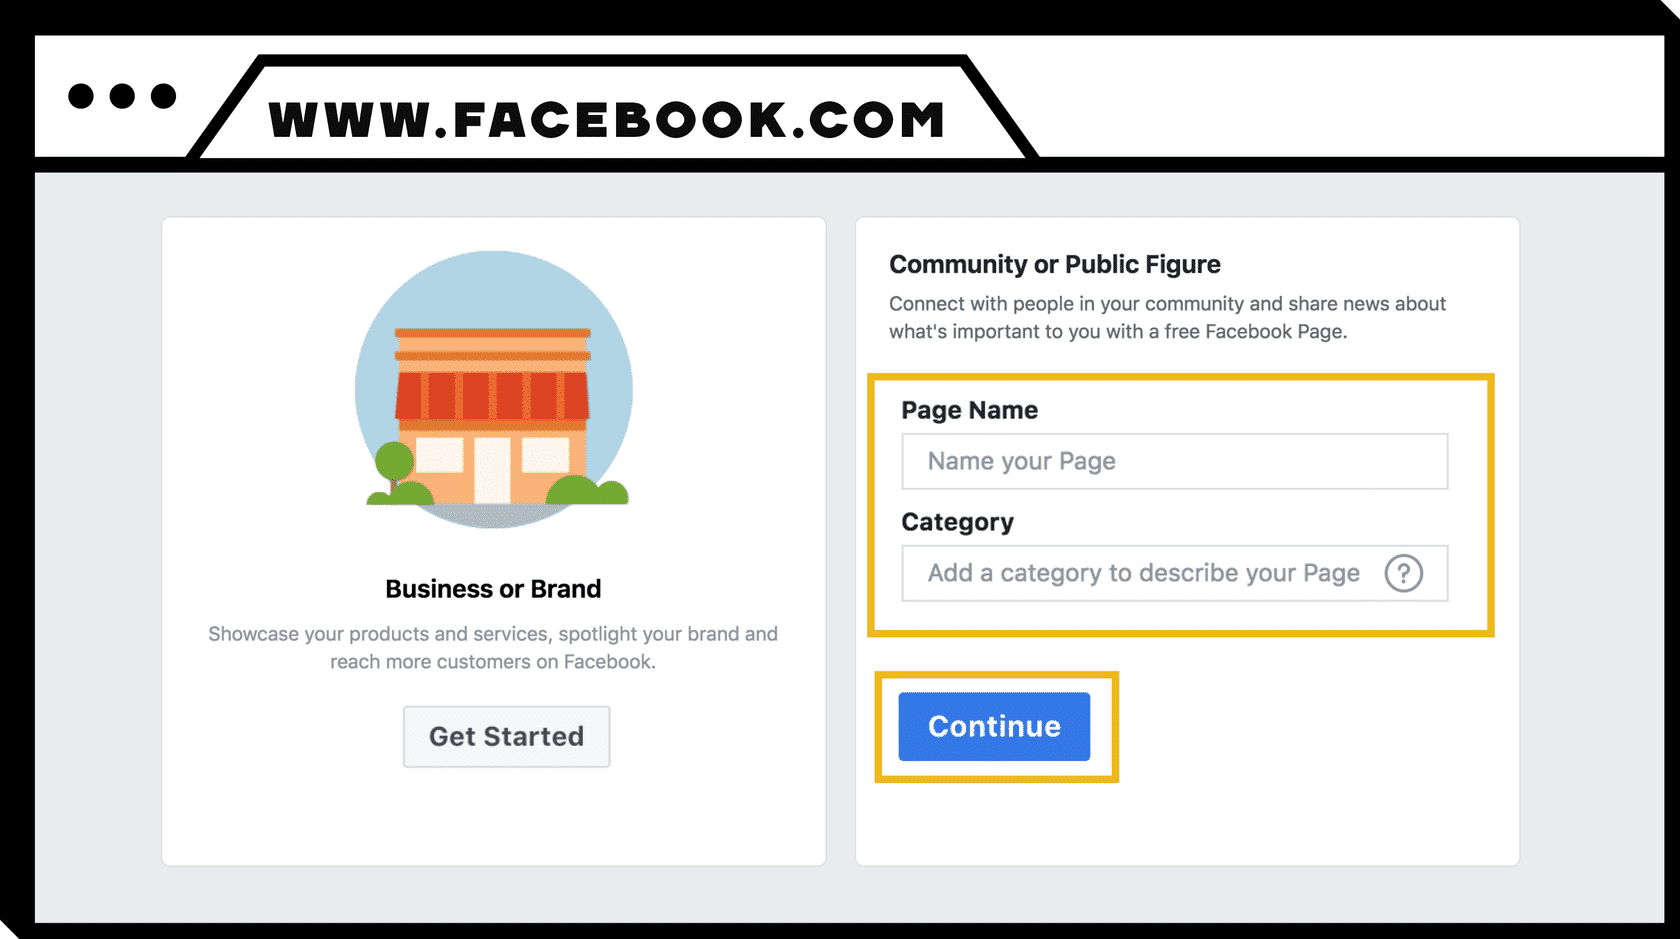 WWW.FACEBOOK.COM
Business or Brand
Showcase your products and services, spotlight your brand and
reach more customers on Facebook.
Get Started
Community or Public Figure
Connect with people in your community and share news about
what's important to you with a free Facebook Page.
Page Name
Name your Page
Category
Add a category to describe your Page ?
Continue